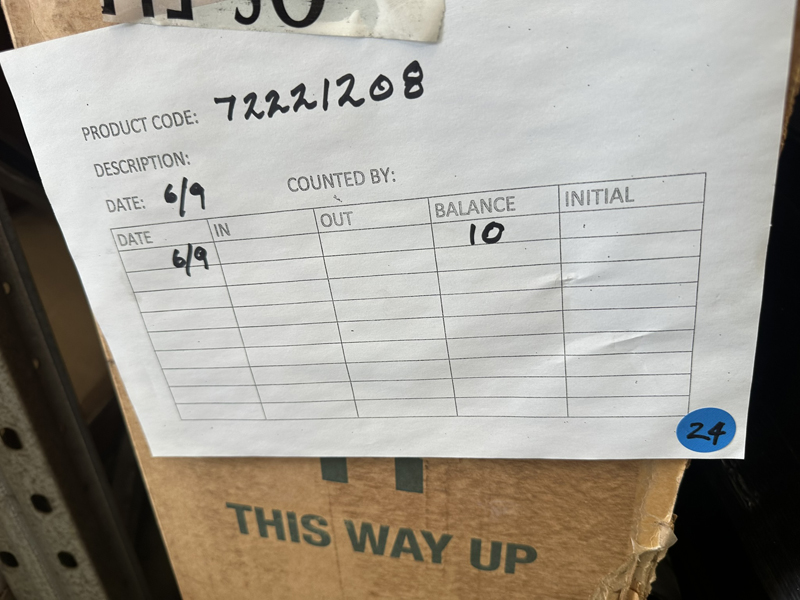 PRODUCT CODE: 72221208
DESCRIPTION:
DATE: 6/9 COUNTED BY:
DATE IN OUT BALANCE INITIAL
6/9 10
24
THIS WAY UP